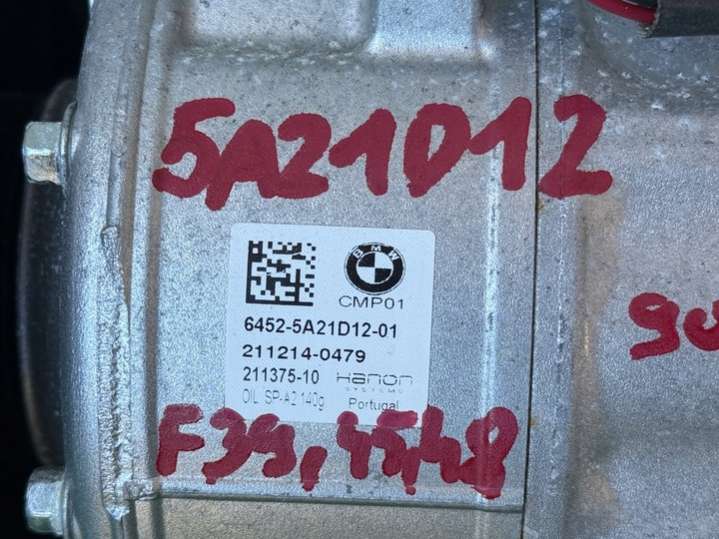 5A21D12
BMW
CMP01
6452-5A21D12-01
211214-0479
211375-10 Hanon
SYSTEMS
OIL SP-A2 140g Portugal
F39,45,48